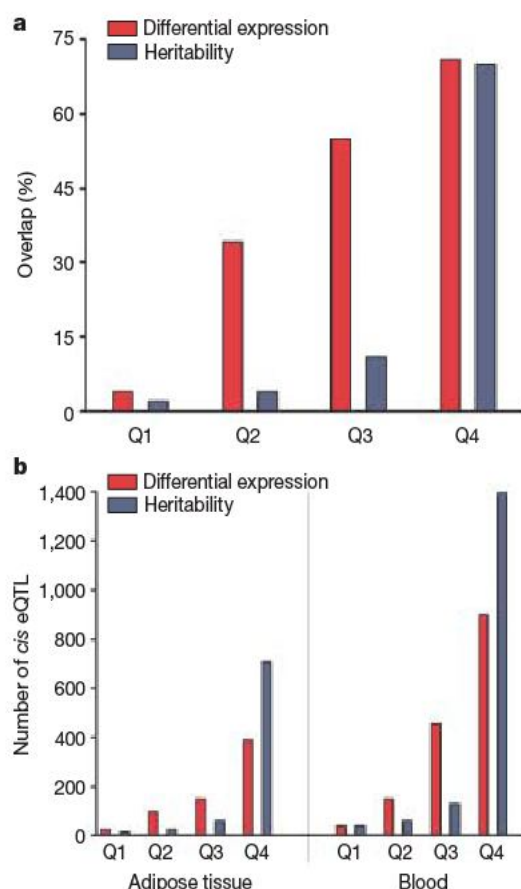 a
Differential expression
Heritability
75
60
45
30
15
0
Overlap (%)
Q1 Q2 Q3 Q4
b
Differential expression
Heritability
1,400
1,200
1,000
800
600
400
200
0
Number of cis eQTL
Q1 Q2 Q3 Q4 Q1 Q2 Q3 Q4
Adipose tissue Blood